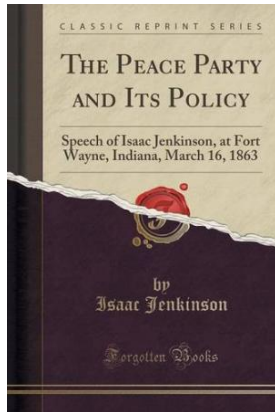 CLASSIC REPRINT SERIES
THE PEACE PARTY
AND ITS POLICY
Speech of Isaac Jenkinson, at Fort
Wayne, Indiana, March 16, 1863
by
Isaac Jenkinson
Forgotten Books